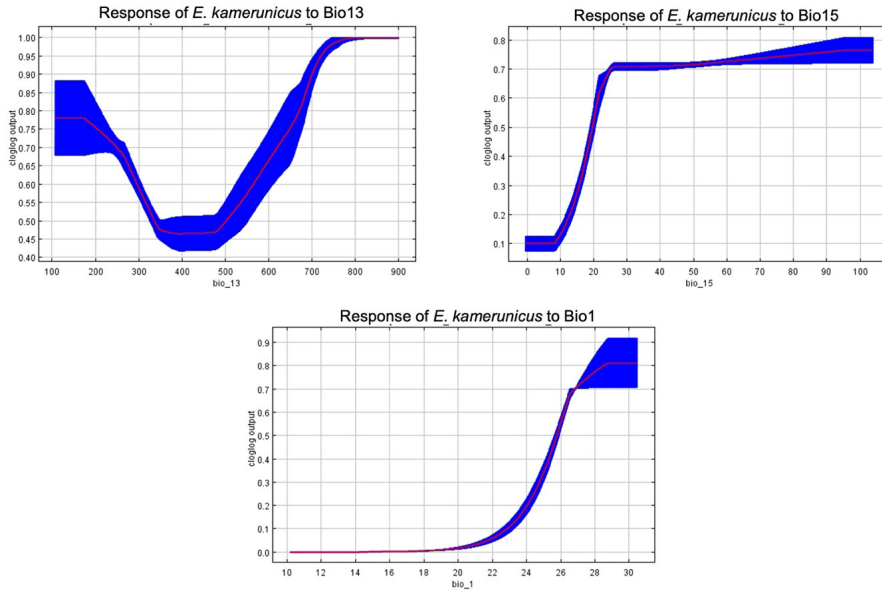 Response of E. kamerunicus to Bio13
cloglog output
1.00
0.95
0.90
0.85
0.80
0.75
0.70
0.65
0.60
0.55
0.50
0.45
0.40
100 200 300 400 500 600 700 800 900
bio_13
Response of E. kamerunicus to Bio15
cloglog output
0.8
0.7
0.6
0.5
0.4
0.3
0.2
0.1
0 10 20 30 40 50 60 70 80 90 100
bio_15
Response of E. kamerunicus to Bio1
cloglog output
0.9
0.8
0.7
0.6
0.5
0.4
0.3
0.2
0.1
0.0
10 12 14 16 18 20 22 24 26 28 30
bio_1